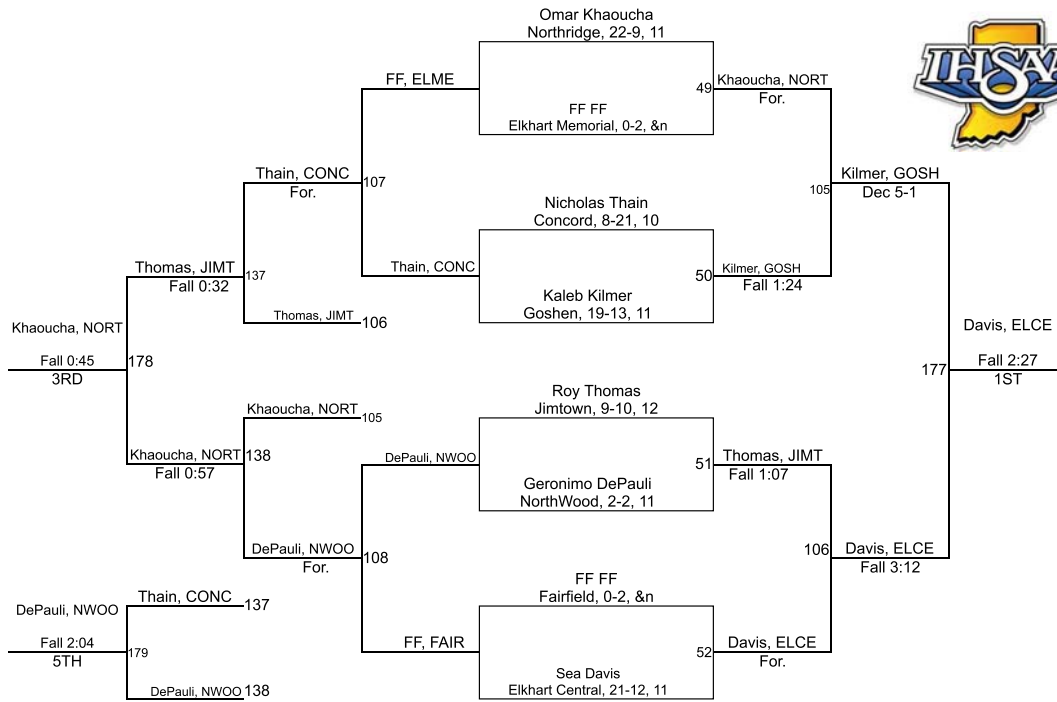 Omar Khaoucha
Northridge, 22-9, 11
IHSAA
FF, ELME
49
Khaoucha, NORT
For.
FF FF
Elkhart Memorial, 0-2, &n
Thain, CONC
For.
107
105
Kilmer, GOSH
Dec 5-1
Nicholas Thain
Concord, 8-21, 10
Thomas, JIMT
Fall 0:32
137
Thain, CONC
50
Kilmer, GOSH
Fall 1:24
Kaleb Kilmer
Goshen, 19-13, 11
Thomas, JIMT
106
Khaoucha, NORT
Fall 0:45
3RD
178
Davis, ELCE
Fall 2:27
1ST
177
Roy Thomas
Jimtown, 9-10, 12
Khaoucha, NORT
105
Khaoucha, NORT
Fall 0:57
138
DePauli, NWOO
51
Thomas, JIMT
Fall 1:07
Geronimo DePauli
NorthWood, 2-2, 11
DePauli, NWOO
For.
108
106
Davis, ELCE
Fall 3:12
FF FF
Fairfield, 0-2, &n
DePauli, NWOO
Fall 2:04
5TH
Thain, CONC
137
179
DePauli, NWOO
138
FF, FAIR
52
Davis, ELCE
For.
Sea Davis
Elkhart Central, 21-12, 11